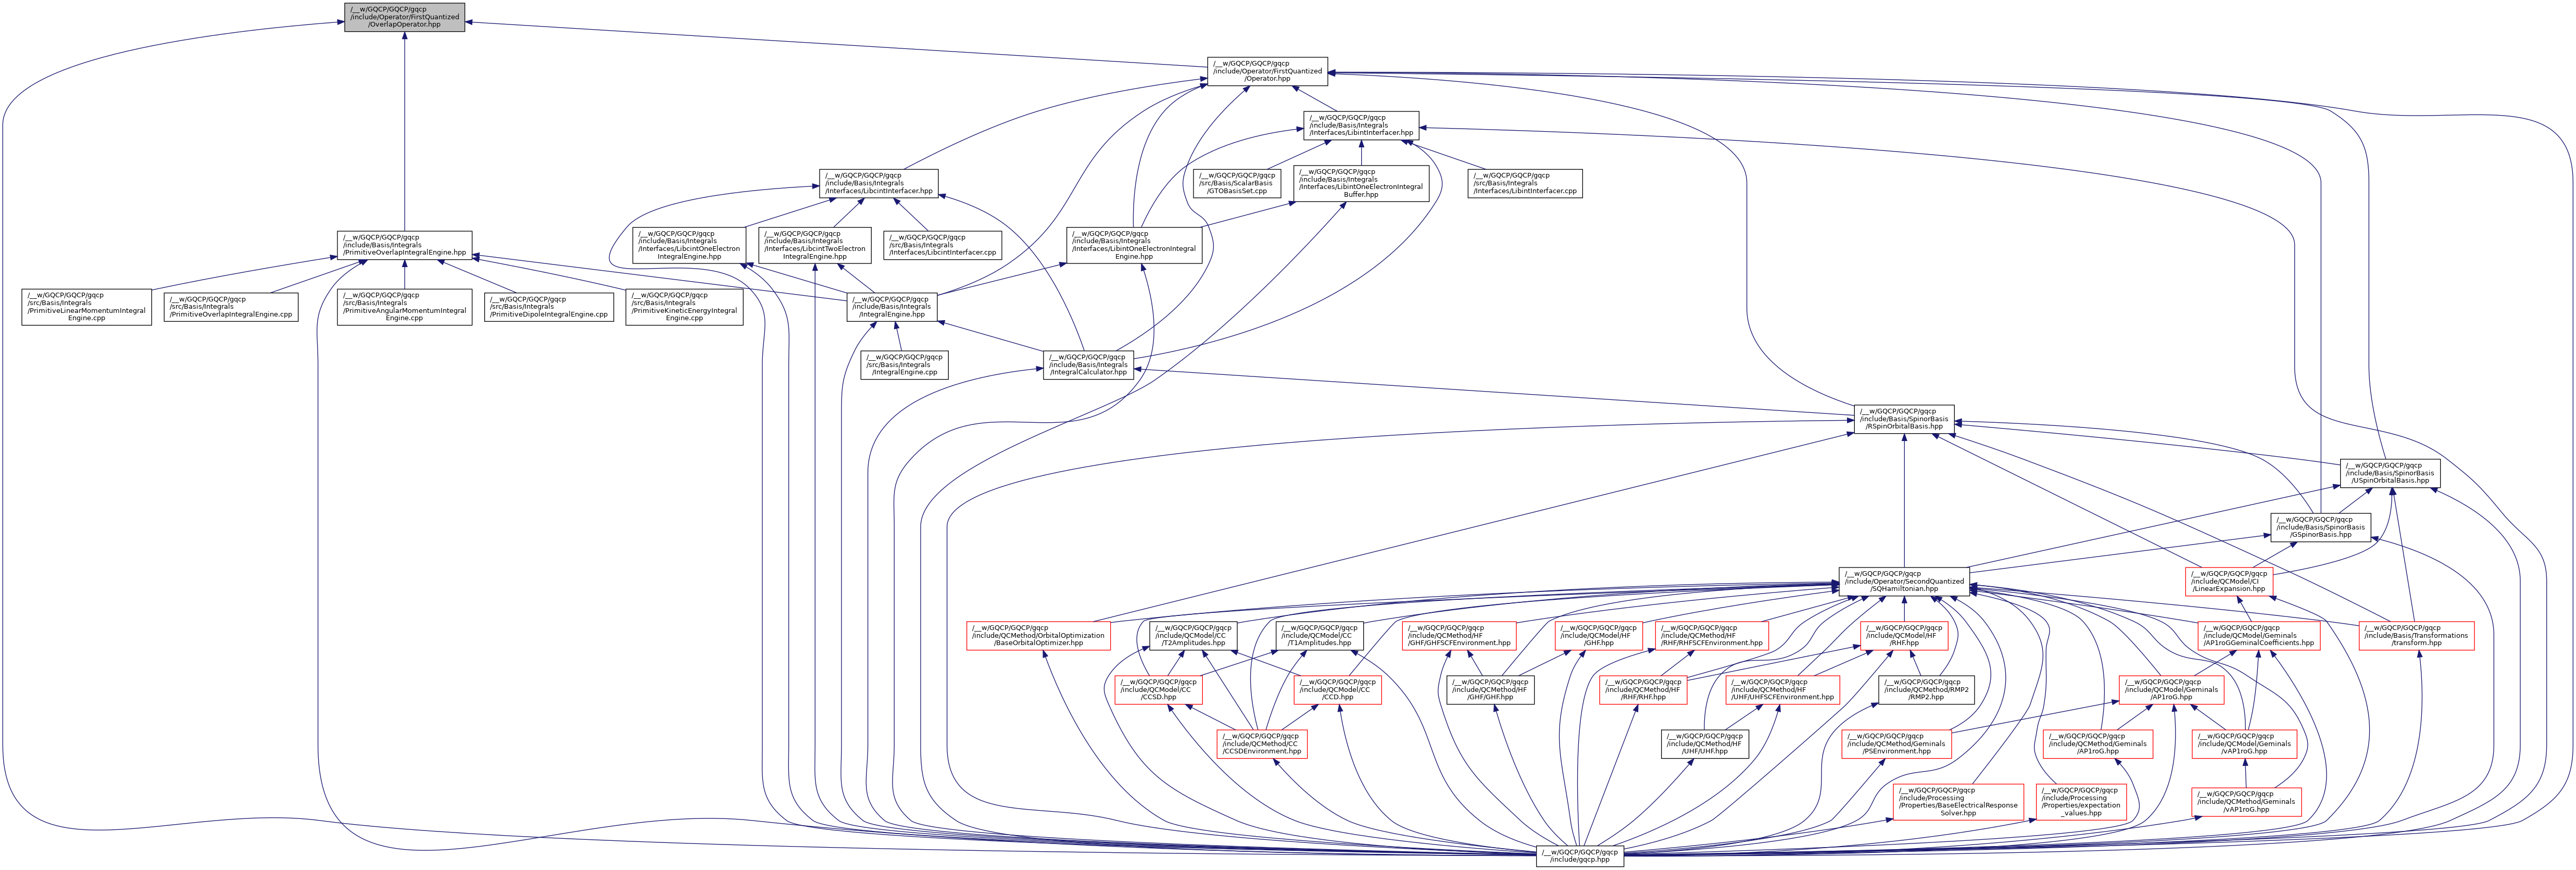 /__w/GQCP/GQCP/gqcp
/include/Operator/FirstQuantized
/OverlapOperator.hpp
/__w/GQCP/GQCP/gqcp
/include/Operator/FirstQuantized
/Operator.hpp
/__w/GQCP/GQCP/gqcp
/include/Basis/Integrals
/Interfaces/LibintInterfacer.hpp
/__w/GQCP/GQCP/gqcp
/include/Basis/Integrals
/Interfaces/LibcintInterfacer.hpp
/__w/GQCP/GQCP/gqcp
/src/Basis/ScalarBasis
/GTOBasisSet.cpp
/__w/GQCP/GQCP/gqcp
/include/Basis/Integrals
/Interfaces/LibintOneElectronIntegral
Buffer.hpp
/__w/GQCP/GQCP/gqcp
/src/Basis/Integrals
/Interfaces/LibintInterfacer.cpp
/__w/GQCP/GQCP/gqcp
/include/Basis/Integrals
/PrimitiveOverlapIntegralEngine.hpp
/__w/GQCP/GQCP/gqcp
/include/Basis/Integrals
/Interfaces/LibcintOneElectron
IntegralEngine.hpp
/__w/GQCP/GQCP/gqcp
/include/Basis/Integrals
/Interfaces/LibcintTwoElectron
IntegralEngine.hpp
/__w/GQCP/GQCP/gqcp
/src/Basis/Integrals
/Interfaces/LibcintInterfacer.cpp
/__w/GQCP/GQCP/gqcp
/include/Basis/Integrals
/Interfaces/LibintOneElectronIntegral
Engine.hpp
/__w/GQCP/GQCP/gqcp
/src/Basis/Integrals
/PrimitiveLinearMomentumIntegral
Engine.cpp
/__w/GQCP/GQCP/gqcp
/src/Basis/Integrals
/PrimitiveOverlapIntegralEngine.cpp
/__w/GQCP/GQCP/gqcp
/src/Basis/Integrals
/PrimitiveAngularMomentumIntegral
Engine.cpp
/__w/GQCP/GQCP/gqcp
/src/Basis/Integrals
/PrimitiveDipoleIntegralEngine.cpp
/__w/GQCP/GQCP/gqcp
/src/Basis/Integrals
/PrimitiveKineticEnergyIntegral
Engine.cpp
/__w/GQCP/GQCP/gqcp
/include/Basis/Integrals
/IntegralEngine.hpp
/__w/GQCP/GQCP/gqcp
/src/Basis/Integrals
/IntegralEngine.cpp
/__w/GQCP/GQCP/gqcp
/include/Basis/Integrals
/IntegralCalculator.hpp
/__w/GQCP/GQCP/gqcp
/include/Basis/SpinorBasis
/RSpinOrbitalBasis.hpp
/__w/GQCP/GQCP/gqcp
/include/Basis/SpinorBasis
/USpinOrbitalBasis.hpp
/__w/GQCP/GQCP/gqcp
/include/Basis/SpinorBasis
/GSpinorBasis.hpp
/__w/GQCP/GQCP/gqcp
/include/Operator/SecondQuantized
/SQHamiltonian.hpp
/__w/GQCP/GQCP/gqcp
/include/QCModel/CI
/LinearExpansion.hpp
/__w/GQCP/GQCP/gqcp
/include/QCMethod/OrbitalOptimization
/BaseOrbitalOptimizer.hpp
/__w/GQCP/GQCP/gqcp
/include/QCModel/CC
/T2Amplitudes.hpp
/__w/GQCP/GQCP/gqcp
/include/QCModel/CC
/T1Amplitudes.hpp
/__w/GQCP/GQCP/gqcp
/include/QCMethod/HF
/GHF/GHFSCFEnvironment.hpp
/__w/GQCP/GQCP/gqcp
/include/QCModel/HF
/GHF.hpp
/__w/GQCP/GQCP/gqcp
/include/QCMethod/HF
/RHF/RHFSCFEnvironment.hpp
/__w/GQCP/GQCP/gqcp
/include/QCModel/HF
/RHF.hpp
/__w/GQCP/GQCP/gqcp
/include/QCModel/Geminals
/AP1roGGeminalCoefficients.hpp
/__w/GQCP/GQCP/gqcp
/include/Basis/Transformations
/transform.hpp
/__w/GQCP/GQCP/gqcp
/include/QCModel/CC
/CCSD.hpp
/__w/GQCP/GQCP/gqcp
/include/QCModel/CC
/CCD.hpp
/__w/GQCP/GQCP/gqcp
/include/QCMethod/HF
/GHF/GHF.hpp
/__w/GQCP/GQCP/gqcp
/include/QCMethod/HF
/RHF/RHF.hpp
/__w/GQCP/GQCP/gqcp
/include/QCMethod/HF
/UHF/UHFSCFEnvironment.hpp
/__w/GQCP/GQCP/gqcp
/include/QCMethod/RMP2
/RMP2.hpp
/__w/GQCP/GQCP/gqcp
/include/QCModel/Geminals
/AP1roG.hpp
/__w/GQCP/GQCP/gqcp
/include/QCMethod/CC
/CCSDEnvironment.hpp
/__w/GQCP/GQCP/gqcp
/include/QCMethod/HF
/UHF/UHF.hpp
/__w/GQCP/GQCP/gqcp
/include/QCMethod/Geminals
/PSEnvironment.hpp
/__w/GQCP/GQCP/gqcp
/include/QCMethod/Geminals
/AP1roG.hpp
/__w/GQCP/GQCP/gqcp
/include/QCModel/Geminals
/vAP1roG.hpp
/__w/GQCP/GQCP/gqcp
/include/Processing
/Properties/BaseElectricalResponse
Solver.hpp
/__w/GQCP/GQCP/gqcp
/include/Processing
/Properties/expectation
_values.hpp
/__w/GQCP/GQCP/gqcp
/include/QCMethod/Geminals
/vAP1roG.hpp
/__w/GQCP/GQCP/gqcp
/include/gqcp.hpp